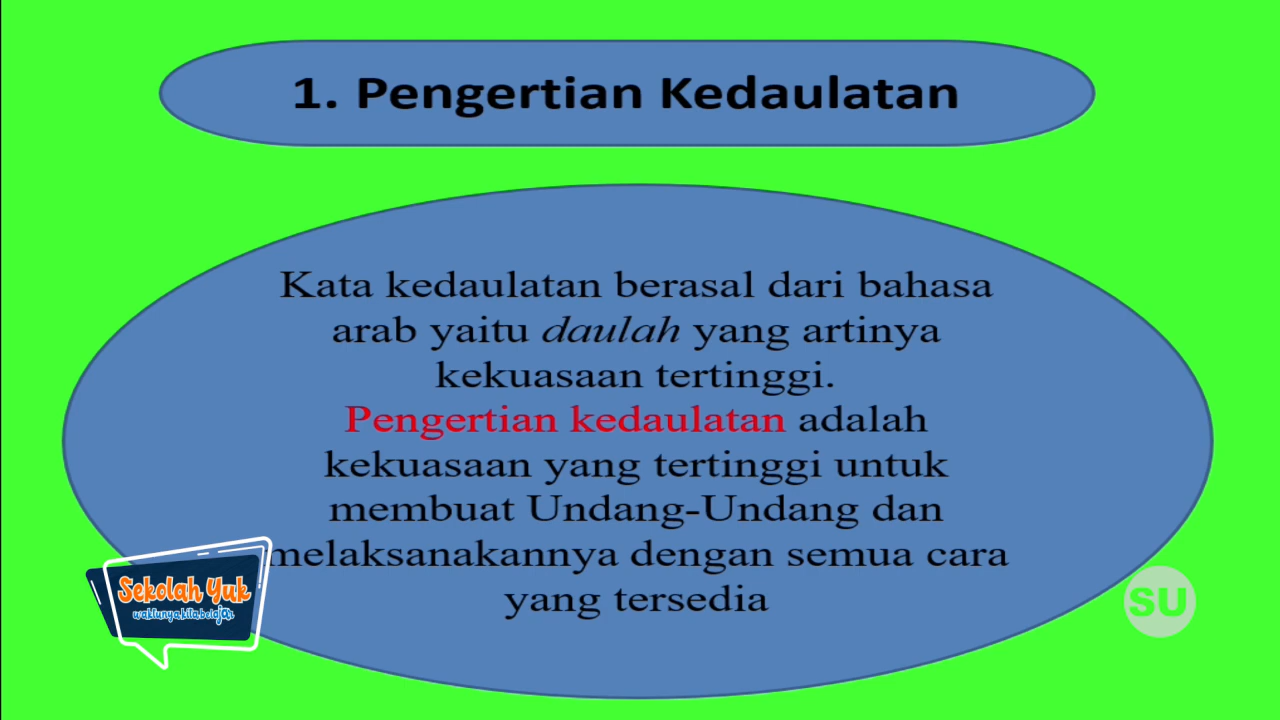 1. Pengertian Kedaulatan
Kata kedaulatan berasal dari bahasa
arab yaitu daulah yang artinya
kekuasaan tertinggi.
Pengertian kedaulatan adalah
kekuasaan yang tertinggi untuk
membuat Undang-Undang dan
melaksanakannya dengan semua cara
yang tersedia
Sekolah Yuk
waktunya kita belajar
SU